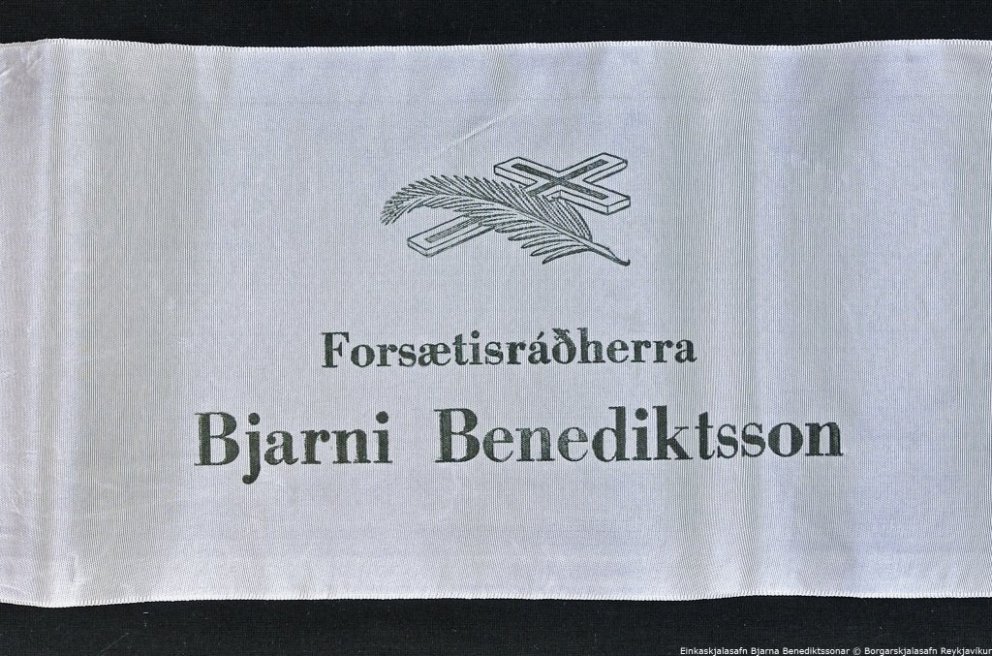 Forsætisráðherra
Bjarni Benediktsson
Einkaskjalasafn Bjarna Benediktssonar © Borgarskjalasafn Reykjavíkur